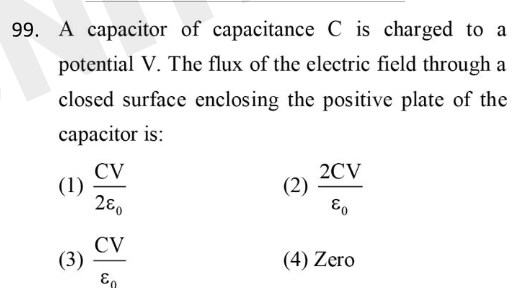 99. A capacitor of capacitance C is charged to a
potential V. The flux of the electric field through a
closed surface enclosing the positive plate of the
capacitor is:
(1) CV/2ε₀ (2) 2CV/ε₀
(3) CV/ε₀ (4) Zero